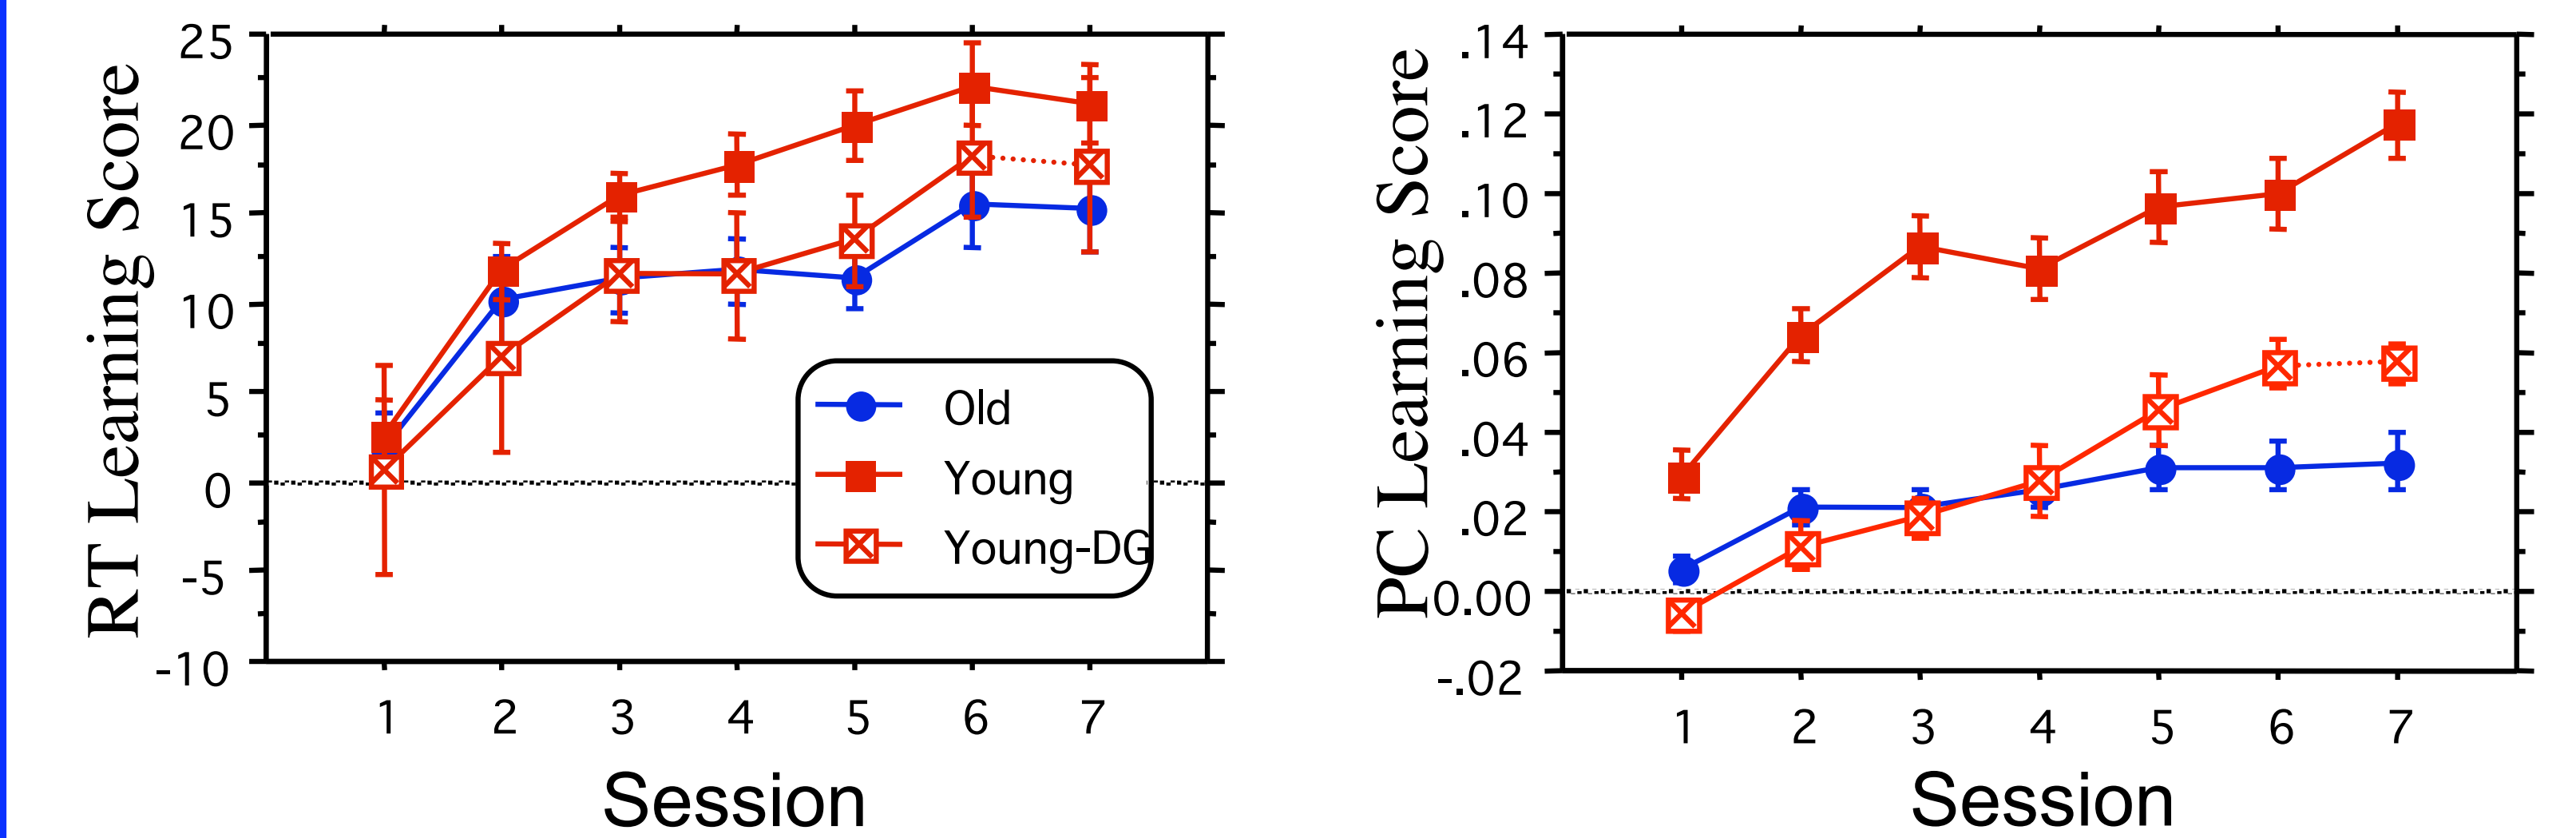 RT Learning Score
25
20
15
10
5
0
-5
-10
1 2 3 4 5 6 7
Session
Old
Young
Young-DG
PC Learning Score
.14
.12
.10
.08
.06
.04
.02
0.00
-.02
1 2 3 4 5 6 7
Session